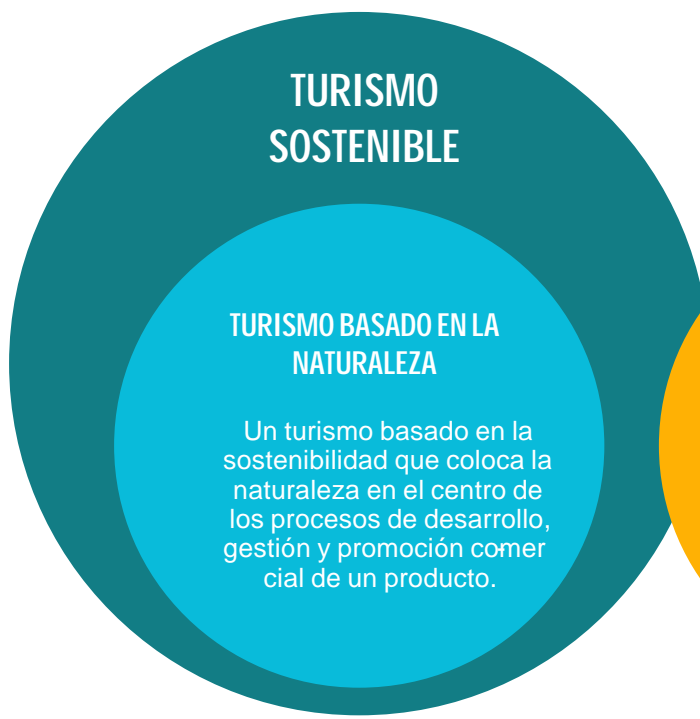 TURISMO
SOSTENIBLE
TURISMO BASADO EN LA
NATURALEZA
Un turismo basado en la
sostenibilidad que coloca la
naturaleza en el centro de
los procesos de desarrollo,
gestión y promoción comer-
cial de un producto.